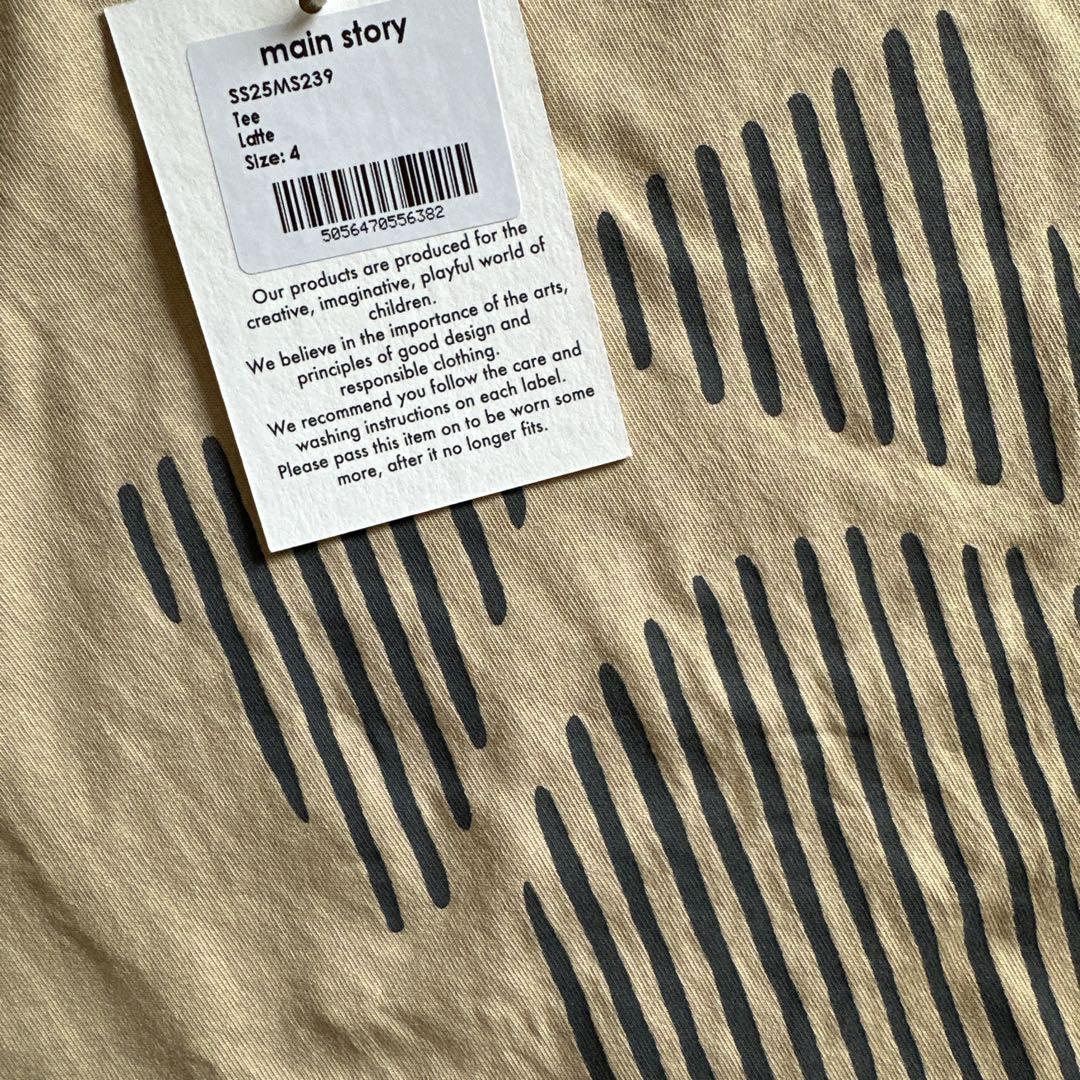 main story
SS25MS239
Tee
Latte
Size: 4
5056470556382
Our products are produced for the
creative, imaginative, playful world of
children.
We believe in the importance of the arts,
principles of good design and
responsible clothing.
We recommend you follow the care and
washing instructions on each label.
Please pass this item on to be worn some
more, after it no longer fits.